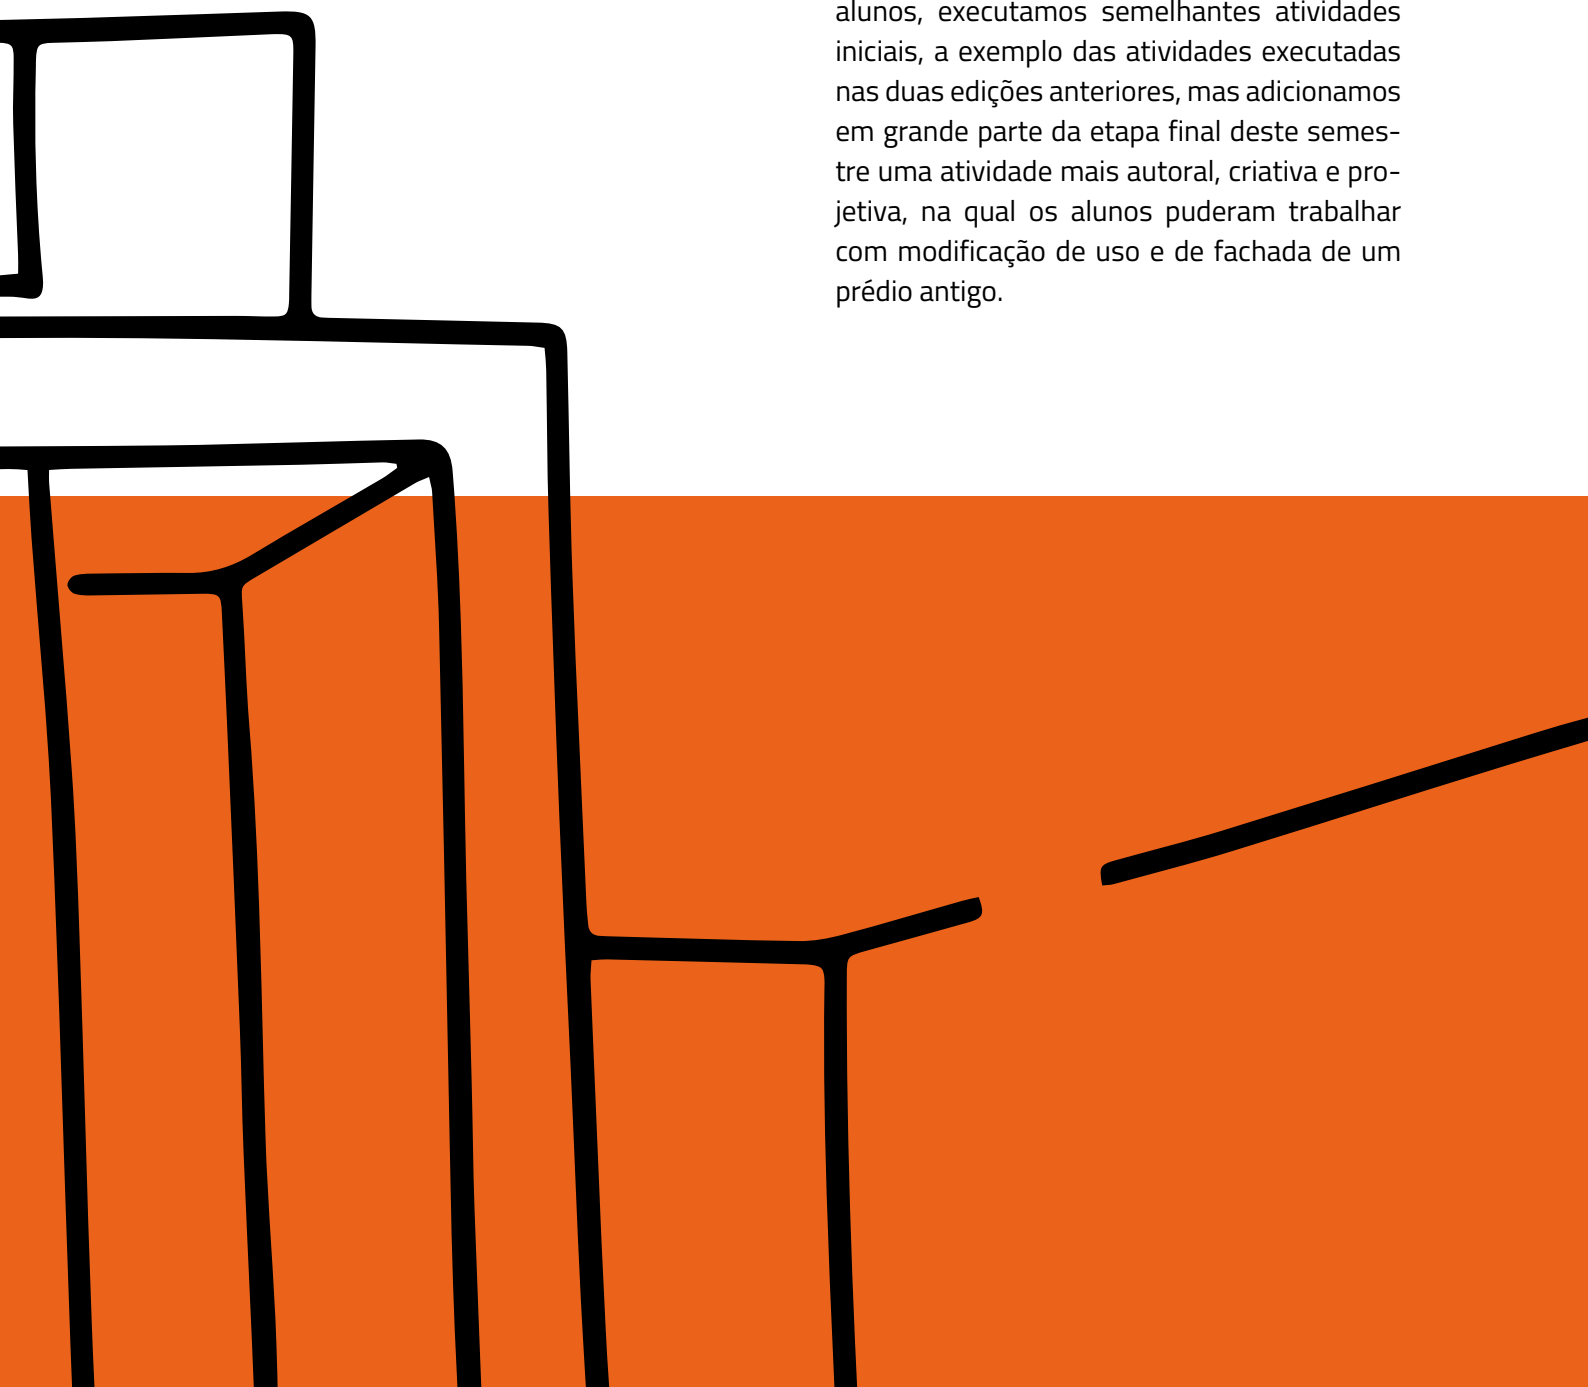 alunos, executamos semelhantes atividades
iniciais, a exemplo das atividades executadas
nas duas edições anteriores, mas adicionamos
em grande parte da etapa final deste semes-
tre uma atividade mais autoral, criativa e pro-
jetiva, na qual os alunos puderam trabalhar
com modificação de uso e de fachada de um
prédio antigo.